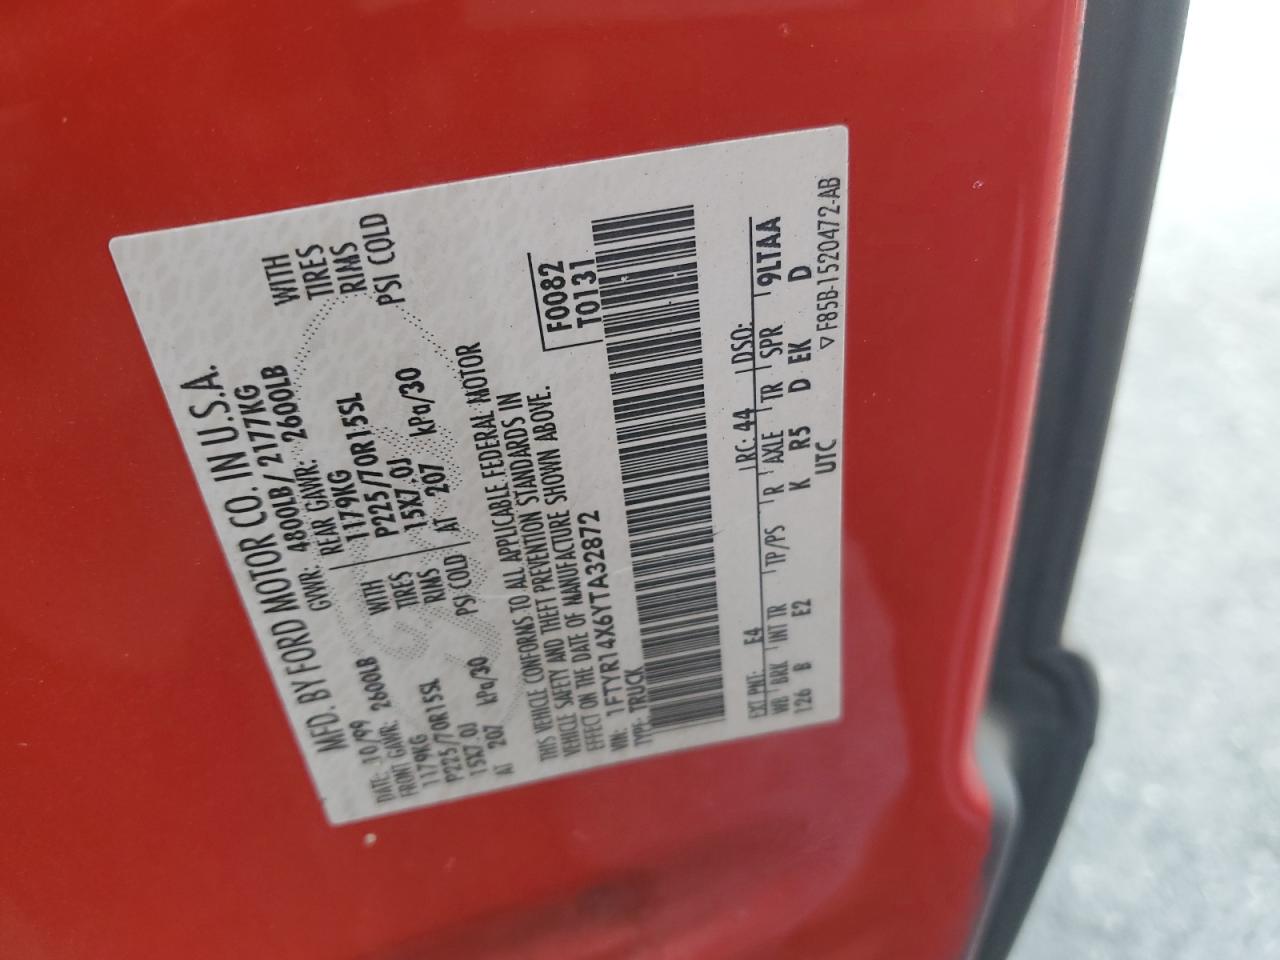 MFD. BY FORD MOTOR CO. IN U.S.A.
DATE: 10/99 GVWR: 4800LB/2177KG
FRONT GAWR: 2600LB REAR GAWR: 2600LB
1179KG WITH 1179KG WITH
P225/70R15SL TIRES P225/70R15SL TIRES
15X7.0J RIMS 15X7.0J RIMS
AT 207 kPa/30 PSI COLD AT 207 kPa/30 PSI COLD
THIS VEHICLE CONFORMS TO ALL APPLICABLE FEDERAL MOTOR
VEHICLE SAFETY AND THEFT PREVENTION STANDARDS IN
EFFECT ON THE DATE OF MANUFACTURE SHOWN ABOVE.
VIN: 1FTYR14X6YTA32872 F0082
TYPE: TRUCK T0131
EXT PNT: E4 RC: 44 DSO:
WB BRK INT TR TP/PS R AXLE TR SPR 9LTAA
126 B E2 K R5 D EK D
UTC ▽ F85B-1520472-AB